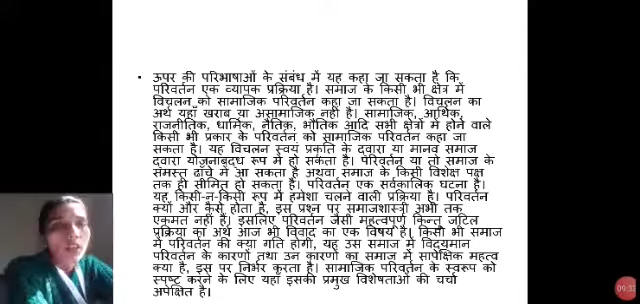 • ऊपर की परिभाषाओं के संबंध में यह कहा जा सकता है कि
परिवर्तन एक व्यापक प्रक्रिया है। समाज के किसी भी क्षेत्र में
विचलन को सामाजिक परिवर्तन कहा जा सकता है। विचलन का
अर्थ यहाँ खराब या असामाजिक नहीं है। सामाजिक, आर्थिक,
राजनीतिक, धार्मिक, नैतिक, भौतिक आदि सभी क्षेत्रों में होने वाले
किसी भी प्रकार के परिवर्तन को सामाजिक परिवर्तन कहा जा
सकता है। यह विचलन स्वयं प्रकृति के द्वारा या मानव समाज
द्वारा योजनाबद्ध रूप में हो सकता है। परिवर्तन या तो समाज के
समस्त ढाँचे में आ सकता है अथवा समाज के किसी विशेष पक्ष
तक ही सीमित हो सकता है। परिवर्तन एक सर्वकालिक घटना है।
यह किसी-न-किसी रूप में हमेशा चलने वाली प्रक्रिया है। परिवर्तन
क्यों और कैसे होता है, इस प्रश्न पर समाजशास्त्री अभी तक
एकमत नहीं हैं। इसलिए परिवर्तन जैसी महत्वपूर्ण किन्तु जटिल
प्रक्रिया का अर्थ आज भी विवाद का एक विषय है। किसी भी समाज
में परिवर्तन की क्या गति होगी, यह उस समाज में विद्यमान
परिवर्तन के कारणों तथा उन कारणों का समाज में सापेक्षिक महत्व
क्या है, इस पर निर्भर करता है। सामाजिक परिवर्तन के स्वरूप को
स्पष्ट करने के लिए यहाँ इसकी प्रमुख विशेषताओं की चर्चा
अपेक्षित है।